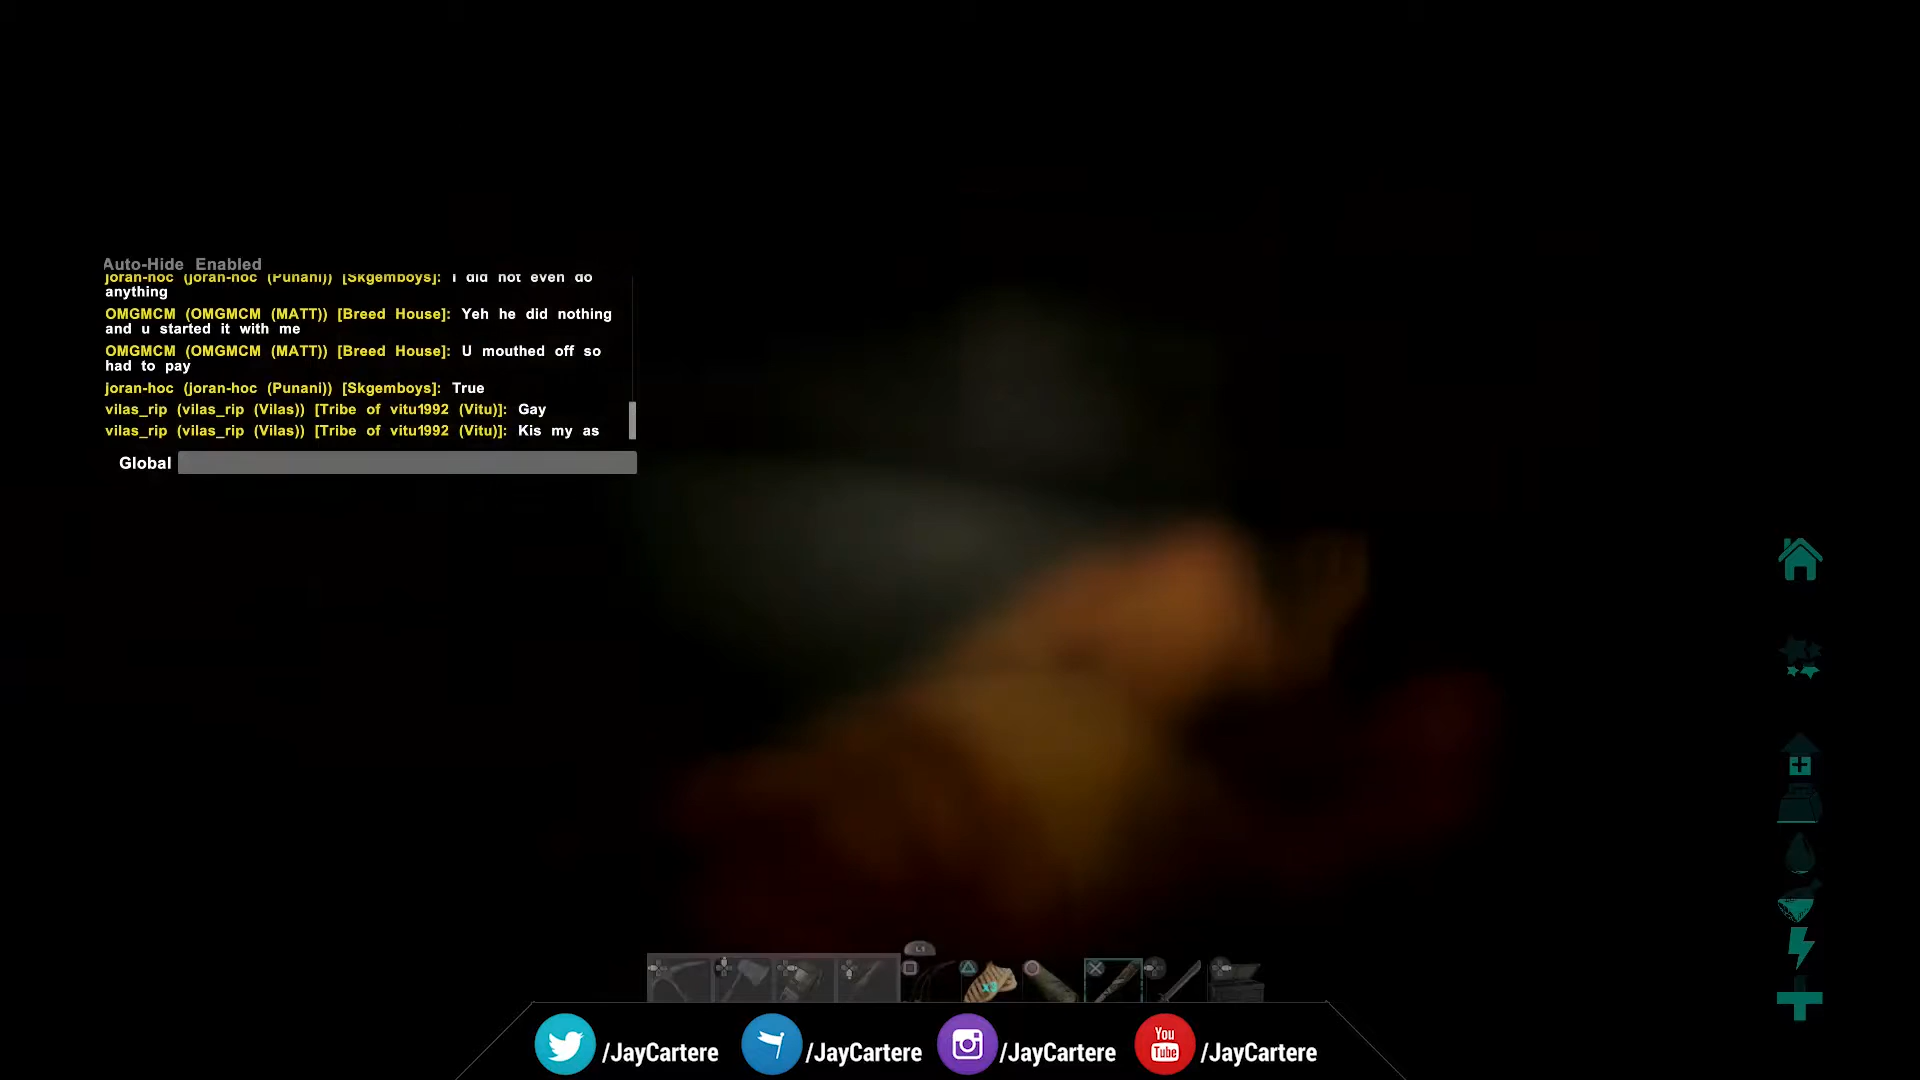 Auto-Hide Enabled
joran-hoc (joran-hoc (Punani)) [Skgemboys]: I did not even do
anything
OMGMCM (OMGMCM (MATT)) [Breed House]: Yeh he did nothing
and u started it with me
OMGMCM (OMGMCM (MATT)) [Breed House]: U mouthed off so
had to pay
joran-hoc (joran-hoc (Punani)) [Skgemboys]: True
vilas_rip (vilas_rip (Vilas)) [Tribe of vitu1992 (Vitu)]: Gay
vilas_rip (vilas_rip (Vilas)) [Tribe of vitu1992 (Vitu)]: Kis my as
Global
L1
x3
/JayCartere /JayCartere /JayCartere You Tube /JayCartere